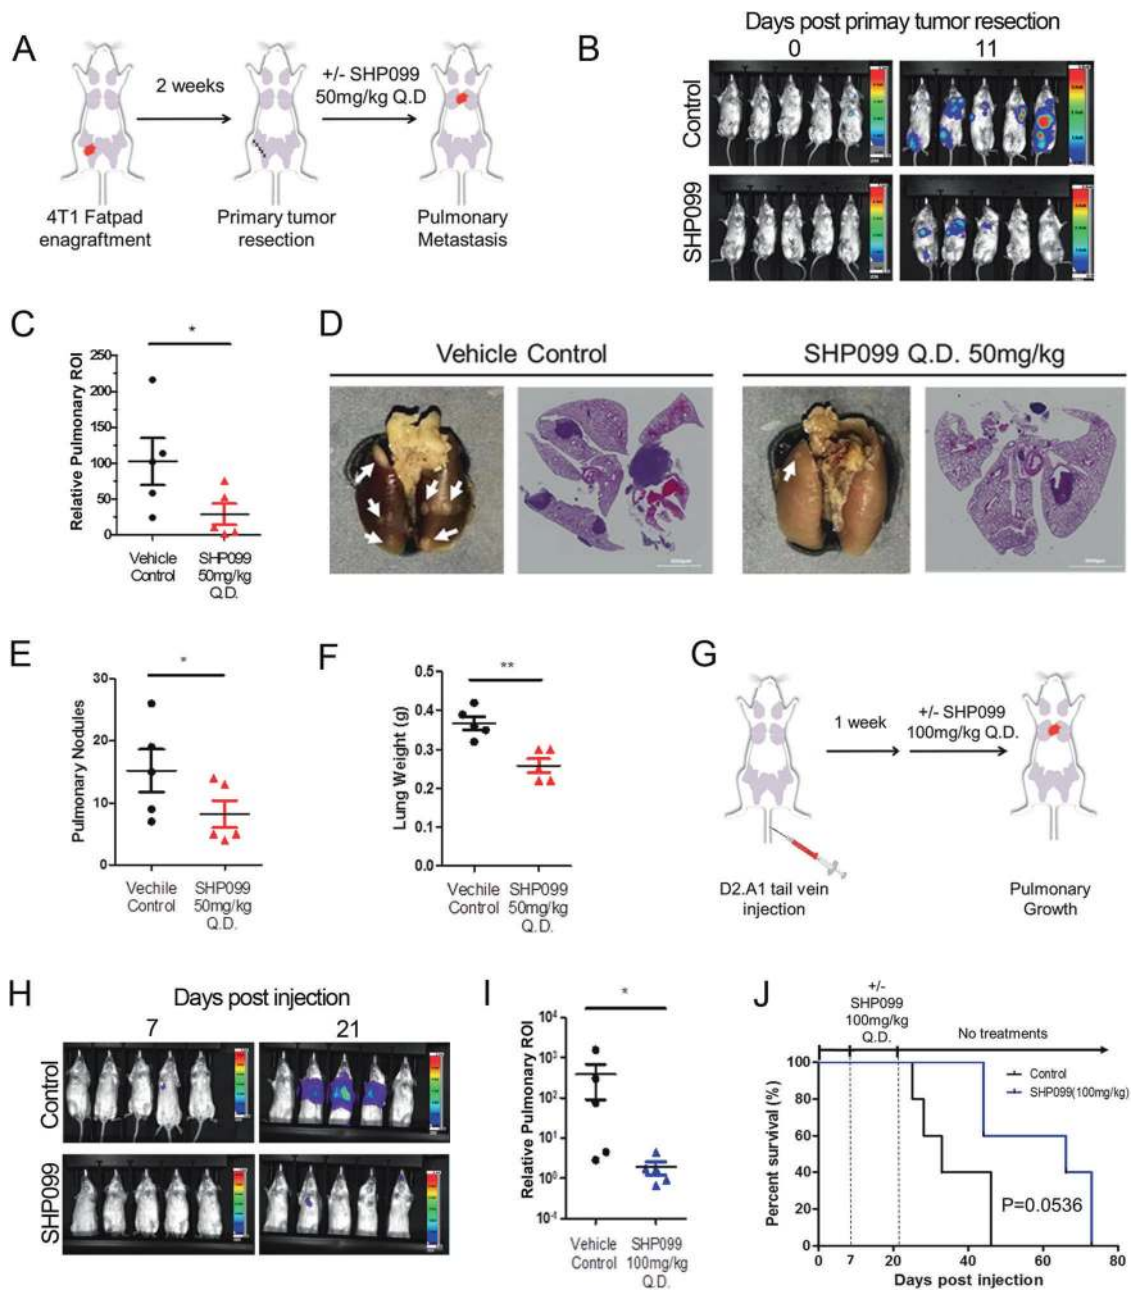 A
2 weeks
+/- SHP099
50mg/kg Q.D
4T1 Fatpad
enagraftment
Primary tumor
resection
Pulmonary
Metastasis
B
Days post primay tumor resection
0
11
Control
SHP099
C
*
Relative Pulmonary ROI
250
200
150
100
50
0
Vehicle
Control
SHP099
50mg/kg
Q.D.
D
Vehicle Control
SHP099 Q.D. 50mg/kg
E
*
Pulmonary Nodules
30
20
10
0
Vechile
Control
SHP099
50mg/kg
Q.D.
F
**
Lung Weight (g)
0.5
0.4
0.3
0.2
0.1
0.0
Vehicle
Control
SHP099
50mg/kg
Q.D.
G
1 week
+/- SHP099
100mg/kg Q.D.
D2.A1 tail vein
injection
Pulmonary
Growth
H
Days post injection
7
21
Control
SHP099
I
*
Relative Pulmonary ROI
10⁴
10³
10²
10¹
10⁰
10⁻¹
Vehicle
Control
SHP099
100mg/kg
Q.D.
J
+/-
SHP099
100mg/kg
Q.D.
No treatments
Control
SHP099(100mg/kg)
Percent survival (%)
100
80
60
40
20
0
P=0.0536
0
7
20
40
60
80
Days post injection